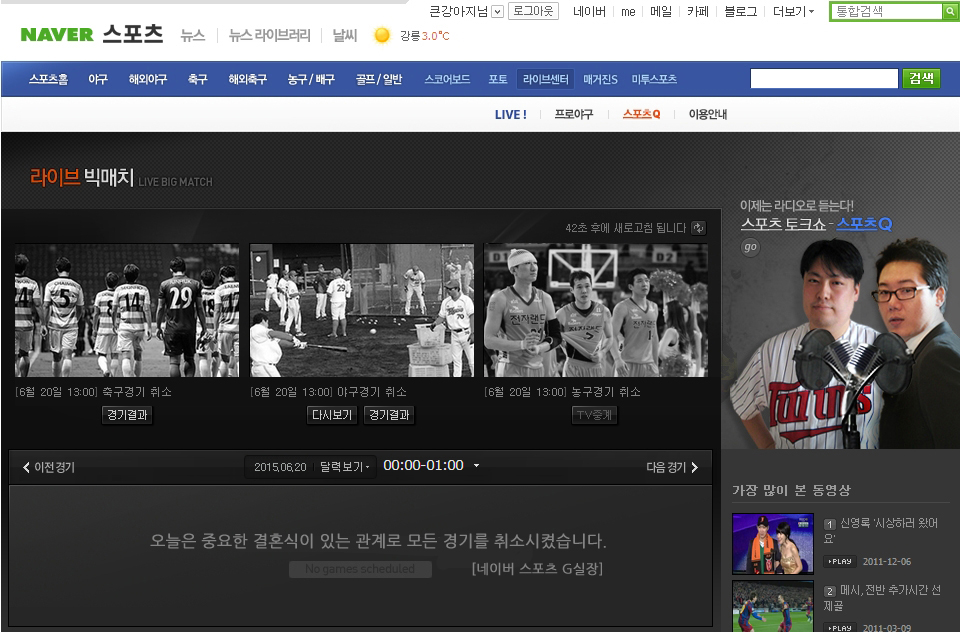 큰강아지님 로그아웃 네이버 me 메일 카페 블로그 더보기 통합검색
NAVER 스포츠 뉴스 뉴스 라이브러리 날씨 강릉 3.0°C
스포츠홈 야구 해외야구 축구 해외축구 농구 / 배구 골프 / 일반 스코어보드 포토 라이브센터 매거진S 미투스포츠 검색
LIVE ! 프로야구 스포츠Q 이용안내
라이브 빅매치 LIVE BIG MATCH
42초 후에 새로고침 됩니다
[6월 20일 13:00] 축구경기 취소
경기결과
[6월 20일 13:00] 야구경기 취소
다시보기 경기결과
[6월 20일 13:00] 농구경기 취소
TV중계
이전 경기 2015.06.20 달력 보기 00:00-01:00 다음 경기
오늘은 중요한 결혼식이 있는 관계로 모든 경기를 취소시켰습니다.
No games scheduled [네이버 스포츠 G실장]
이제는 라디오로 듣는다!
스포츠 토크쇼 - 스포츠Q
go
Twins
가장 많이 본 동영상
1 신영록 '시상하러 왔어
요'
PLAY 2011-12-06
2 메시, 전반 추가시간 선
제골
PLAY 2011-03-09